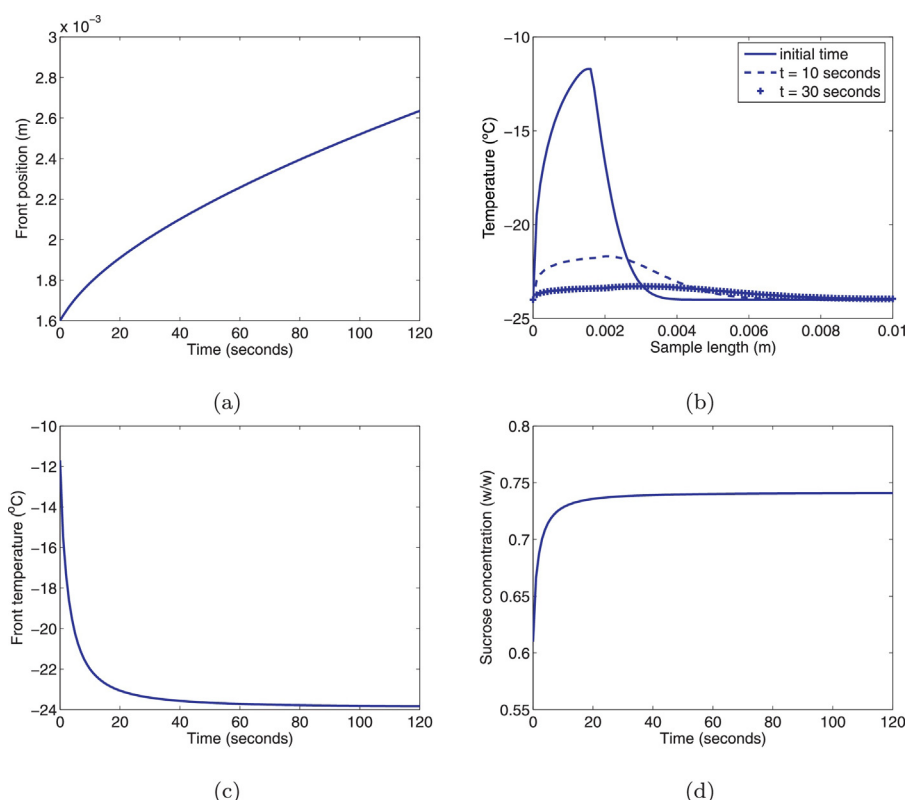 x 10⁻³
3
2.8
2.6
2.4
2.2
2
1.8
1.6
0 20 40 60 80 100 120
Front position (m)
Time (seconds)
(a)
−10
−15
−20
−25
0 0.002 0.004 0.006 0.008 0.01
Temperature (ºC)
Sample length (m)
initial time
t = 10 seconds
t = 30 seconds
(b)
−10
−12
−14
−16
−18
−20
−22
−24
0 20 40 60 80 100 120
Front temperature (ºC)
Time (seconds)
(c)
0.8
0.75
0.7
0.65
0.6
0.55
0 20 40 60 80 100 120
Sucrose concentration (w/w)
Time (seconds)
(d)